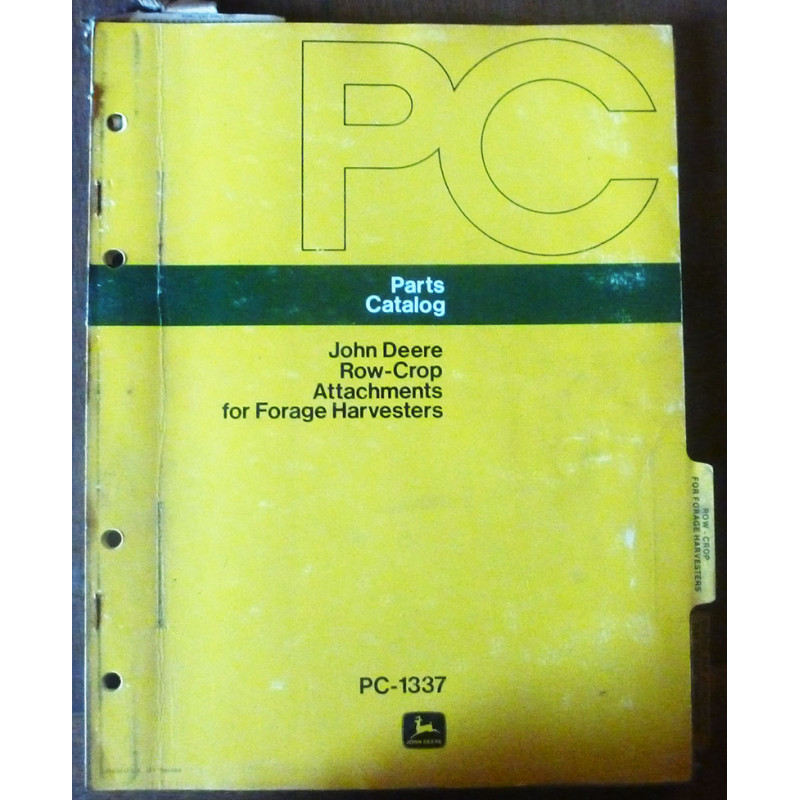 PC
Parts
Catalog
John Deere
Row-Crop
Attachments
for Forage Harvesters
ROW-CROP
FOR FORAGE HARVESTERS
PC-1337
JOHN DEERE